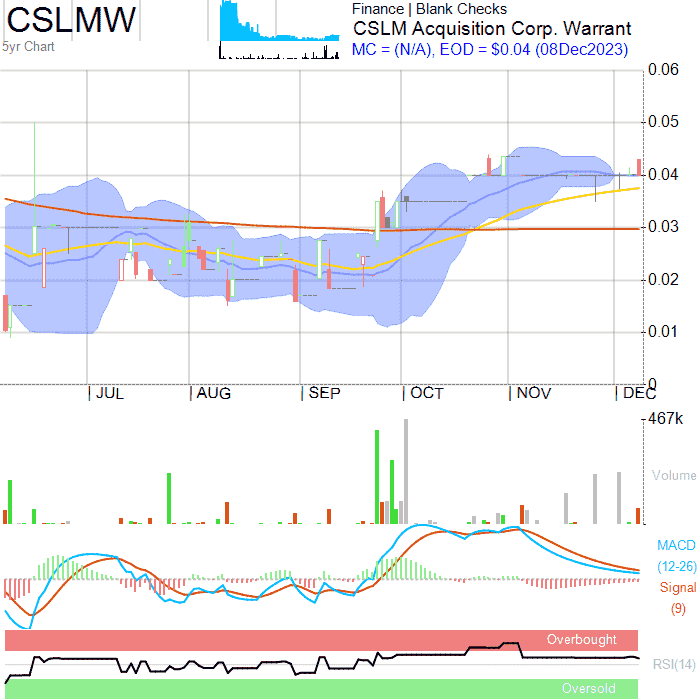 CSLMW
5yr Chart
Finance | Blank Checks
CSLM Acquisition Corp. Warrant
MC = (N/A), EOD = $0.04 (08Dec2023)
0.06
0.05
0.04
0.03
0.02
0.01
0
JUL AUG SEP OCT NOV DEC
467k
Volume
MACD
(12-26)
Signal
(9)
Overbought
RSI(14)
Oversold